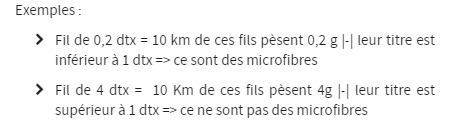 Exemples :
> Fil de 0,2 dtx = 10 km de ces fils pèsent 0,2 g |-| leur titre est
inférieur à 1 dtx => ce sont des microfibres
> Fil de 4 dtx = 10 Km de ces fils pèsent 4g |-| leur titre est
supérieur à 1 dtx => ce ne sont pas des microfibres